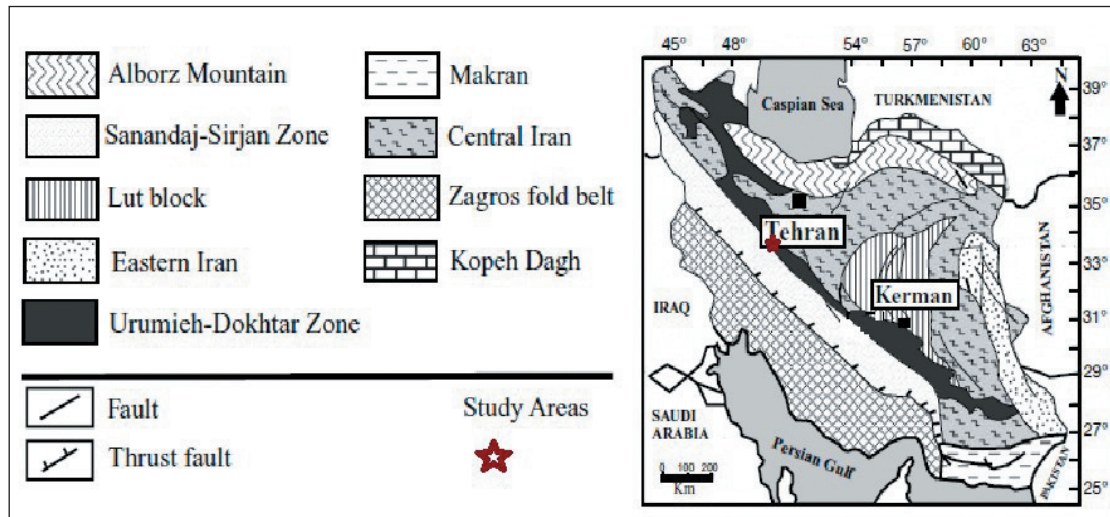 Alborz Mountain
Sanandaj-Sirjan Zone
Lut block
Eastern Iran
Urumieh-Dokhtar Zone
Makran
Central Iran
Zagros fold belt
Kopeh Dagh
Fault
Thrust fault
Study Areas
45° 48° 54° 57° 60° 63°
N
39°
37°
35°
33°
31°
29°
27°
25°
Caspian Sea
TURKMENISTAN
Tehran
Kerman
AFGHANISTAN
IRAQ
SAUDI
ARABIA
Persian Gulf
PAKISTAN
0 100 200
Km